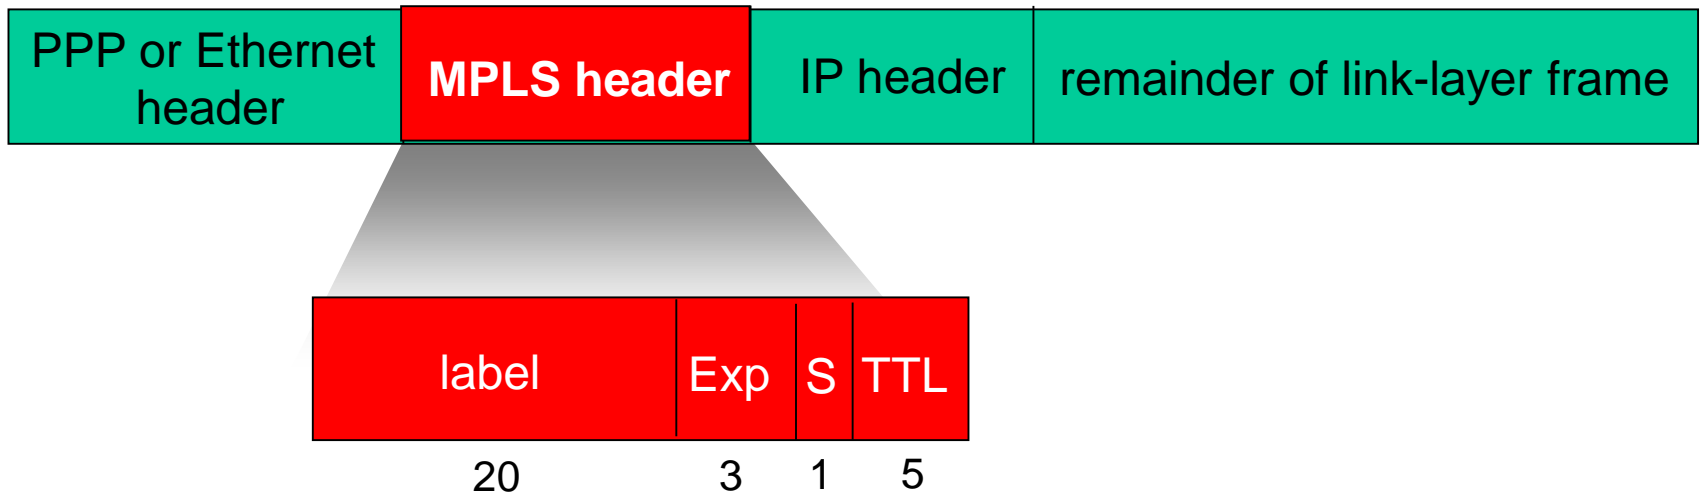 PPP or Ethernet
header
MPLS header
IP header
remainder of link-layer frame
label
Exp
S
TTL
20
3
1
5